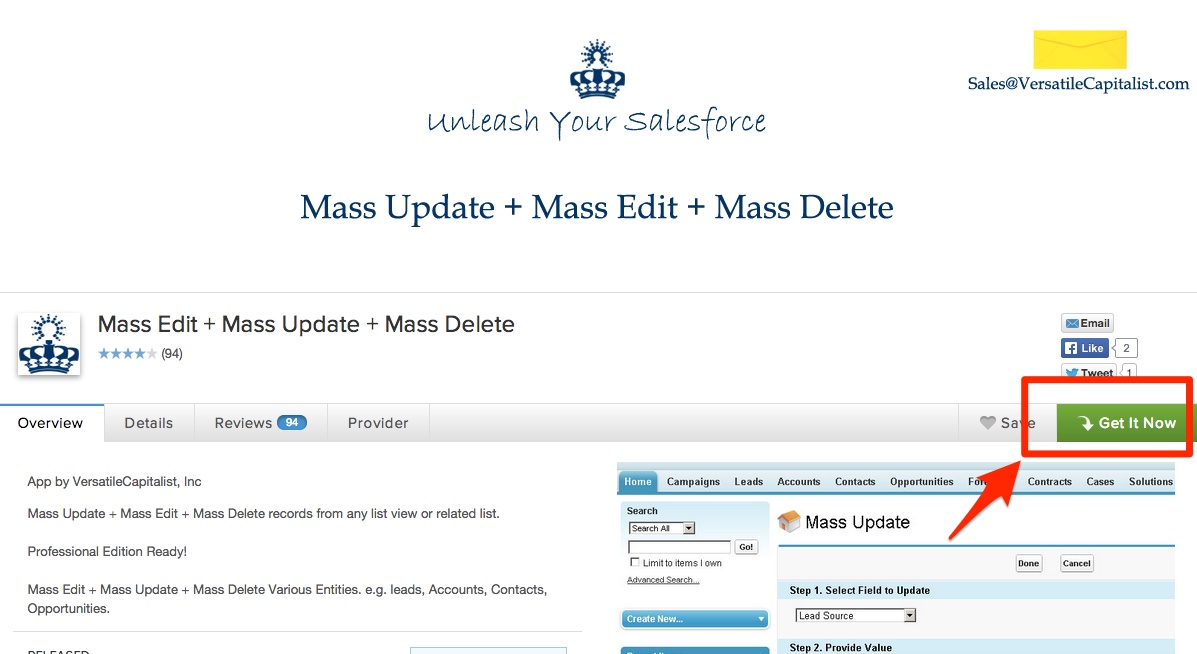 Sales@VersatileCapitalist.com
Unleash Your Salesforce
Mass Update + Mass Edit + Mass Delete
Mass Edit + Mass Update + Mass Delete
(94)
Email
Like 2
Tweet 1
Overview Details Reviews 94 Provider Save Get It Now
App by VersatileCapitalist, Inc
Mass Update + Mass Edit + Mass Delete records from any list view or related list.
Professional Edition Ready!
Mass Edit + Mass Update + Mass Delete Various Entities. e.g. leads, Accounts, Contacts,
Opportunities.
RELEASED
Home Campaigns Leads Accounts Contacts Opportunities Contracts Cases Solutions
Search
Search All
Go!
Limit to items I own
Advanced Search...
Create New...
Mass Update
Done Cancel
Step 1. Select Field to Update
Lead Source
Step 2. Provide Value